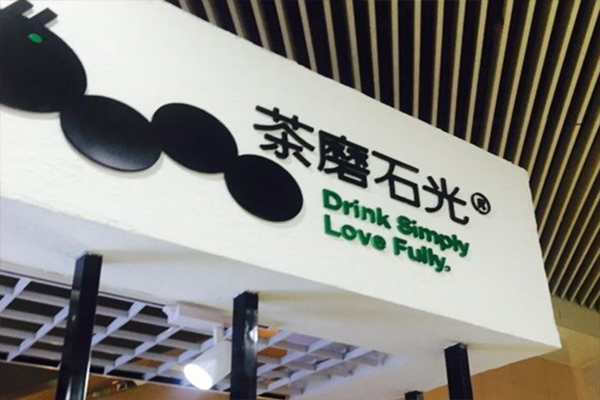 茶磨石光®
Drink Simply
Love Fully,